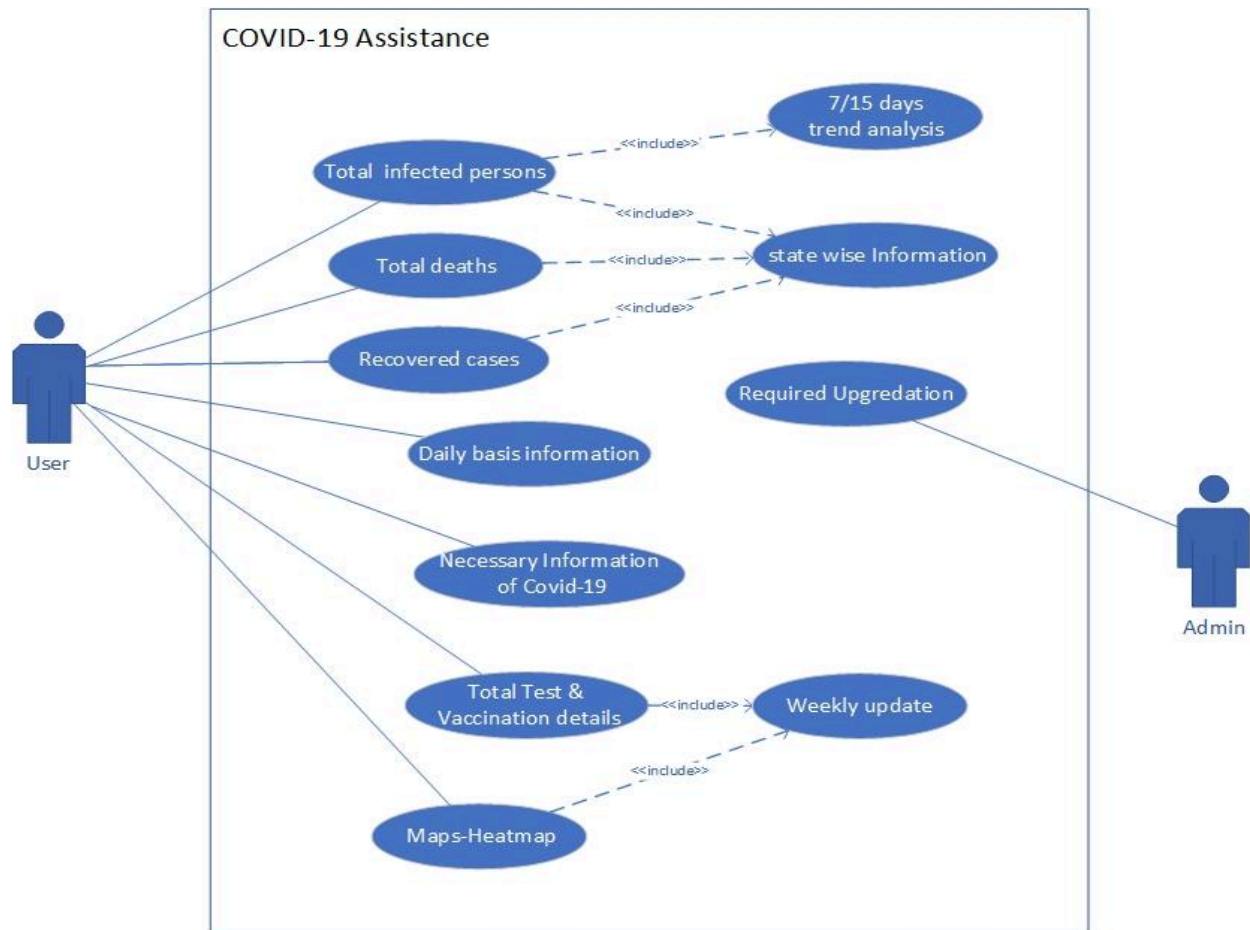 COVID-19 Assistance
7/15 days
trend analysis
<<include>>
Total infected persons
<<include>>
Total deaths
<<include>>
state wise Information
<<include>>
Recovered cases
Required Upgredation
Daily basis information
User
Necessary Information
of Covid-19
Admin
Total Test &
Vaccination details
<<include>>
Weekly update
<<include>>
Maps-Heatmap